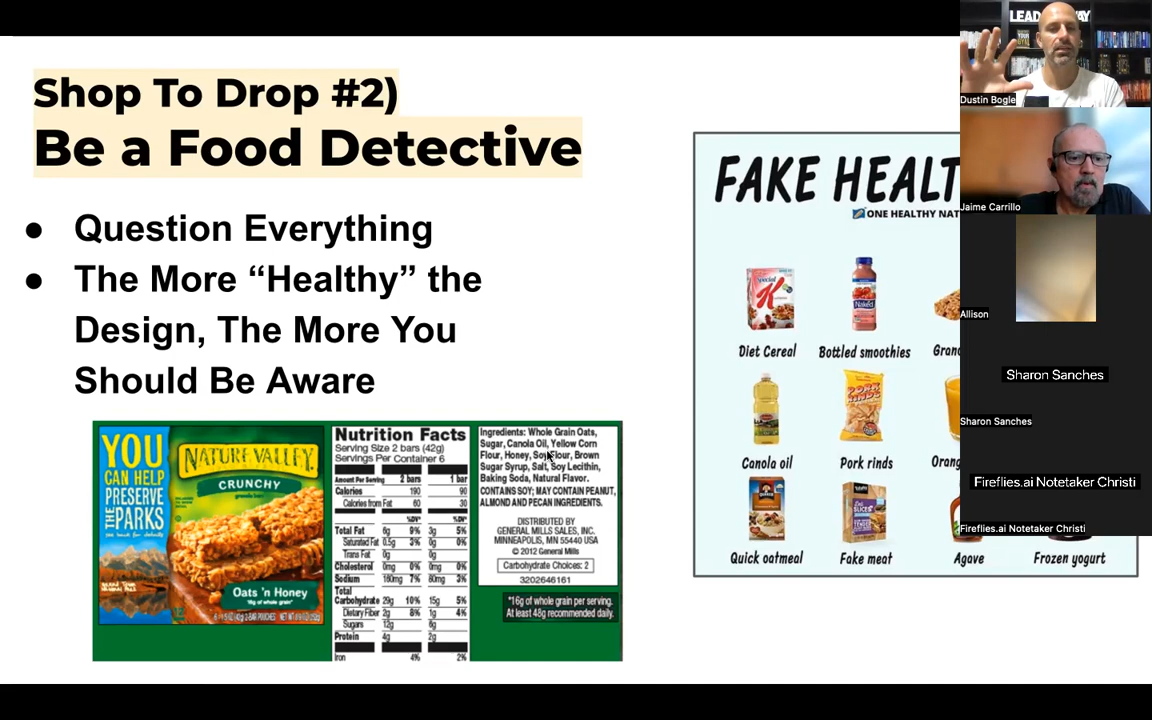 Shop To Drop #2)
Be a Food Detective
● Question Everything
● The More “Healthy” the
Design, The More You
Should Be Aware
YOU
CAN HELP
PRESERVE
THE PARKS
NATURE VALLEY
CRUNCHY
Oats 'n Honey
Nutrition Facts
Serving Size 2 bars (42g)
Servings Per Container 6
Amount Per Serving 2 bars 1 bar
Calories 190 90
Calories from Fat 60 30
%DV* %DV*
Total Fat 6g 9% 3g 5%
Saturated Fat 0.5g 3% 0g 0%
Trans Fat 0g 0g
Cholesterol 0mg 0% 0mg 0%
Sodium 160mg 7% 80mg 3%
Total
Carbohydrate 29g 10% 15g 5%
Dietary Fiber 2g 8% 1g 4%
Sugars 12g 6g
Protein 4g 2g
Iron 4% 2%
Ingredients: Whole Grain Oats,
Sugar, Canola Oil, Yellow Corn
Flour, Honey, Soy Flour, Brown
Sugar Syrup, Salt, Soy Lecithin,
Baking Soda, Natural Flavor.
CONTAINS SOY; MAY CONTAIN PEANUT,
ALMOND AND PECAN INGREDIENTS.
DISTRIBUTED BY
GENERAL MILLS SALES, INC.
MINNEAPOLIS, MN 55440 USA
© 2012 General Mills
Carbohydrate Choices: 2
3202646161
*16g of whole grain per serving.
At least 48g recommended daily.
FAKE HEALT
ONE HEALTHY NAT
Special
K
Naked
Diet Cereal
Bottled smoothies
Gran
PORK
RINDS
Canola oil
Pork rinds
Orang
QUAKER
Quick oatmeal
Fake meat
Agave
Frozen yogurt
LEAD WAY
Dustin Bogle
Jaime Carrillo
Allison
Sharon Sanches
Sharon Sanches
Fireflies.ai Notetaker Christi
Fireflies.ai Notetaker Christi